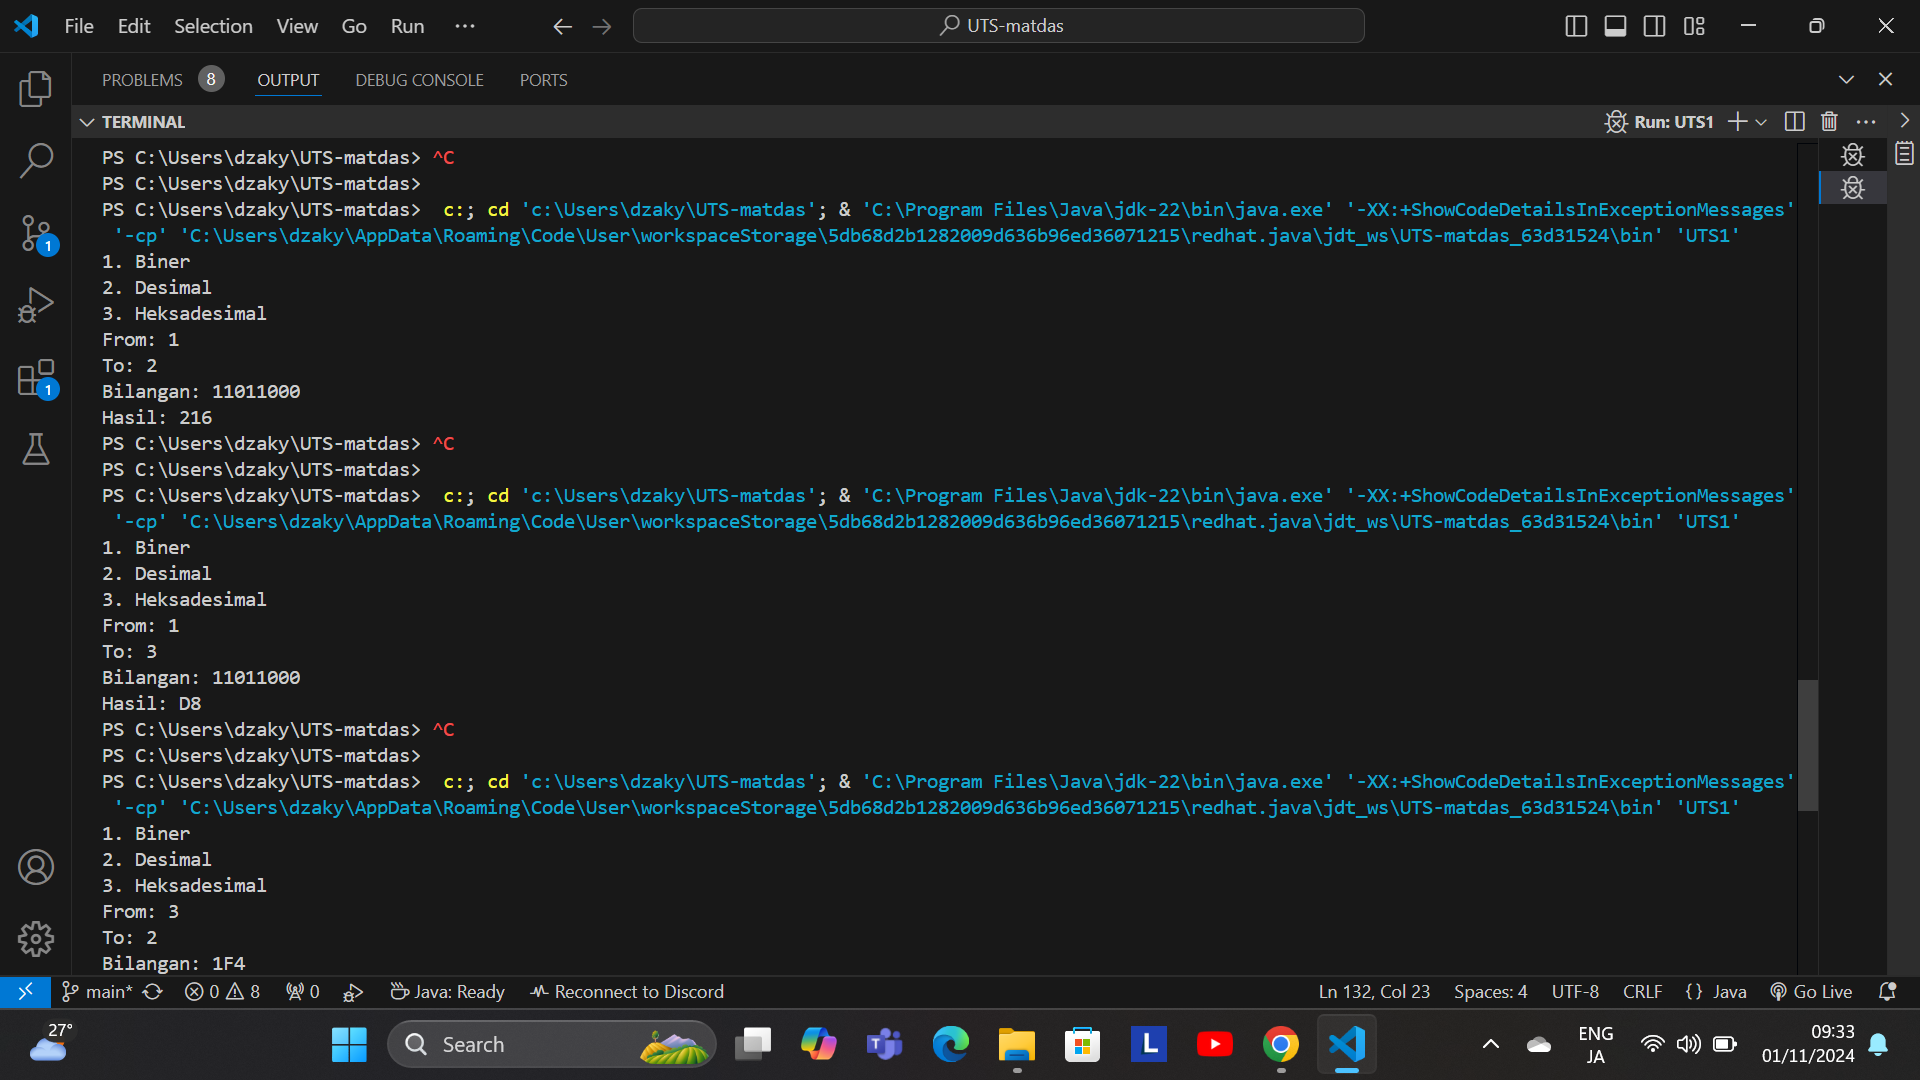 File Edit Selection View Go Run ··· UTS-matdas
PROBLEMS 8 OUTPUT DEBUG CONSOLE PORTS
TERMINAL Run: UTS1
PS C:\Users\dzaky\UTS-matdas> ^C
PS C:\Users\dzaky\UTS-matdas>
PS C:\Users\dzaky\UTS-matdas>  c:; cd 'c:\Users\dzaky\UTS-matdas'; & 'C:\Program Files\Java\jdk-22\bin\java.exe' '-XX:+ShowCodeDetailsInExceptionMessages'
'-cp' 'C:\Users\dzaky\AppData\Roaming\Code\User\workspaceStorage\5db68d2b1282009d636b96ed36071215\redhat.java\jdt_ws\UTS-matdas_63d31524\bin' 'UTS1'
1. Biner
2. Desimal
3. Heksadesimal
From: 1
To: 2
Bilangan: 11011000
Hasil: 216
PS C:\Users\dzaky\UTS-matdas> ^C
PS C:\Users\dzaky\UTS-matdas>
PS C:\Users\dzaky\UTS-matdas>  c:; cd 'c:\Users\dzaky\UTS-matdas'; & 'C:\Program Files\Java\jdk-22\bin\java.exe' '-XX:+ShowCodeDetailsInExceptionMessages'
'-cp' 'C:\Users\dzaky\AppData\Roaming\Code\User\workspaceStorage\5db68d2b1282009d636b96ed36071215\redhat.java\jdt_ws\UTS-matdas_63d31524\bin' 'UTS1'
1. Biner
2. Desimal
3. Heksadesimal
From: 1
To: 3
Bilangan: 11011000
Hasil: D8
PS C:\Users\dzaky\UTS-matdas> ^C
PS C:\Users\dzaky\UTS-matdas>
PS C:\Users\dzaky\UTS-matdas>  c:; cd 'c:\Users\dzaky\UTS-matdas'; & 'C:\Program Files\Java\jdk-22\bin\java.exe' '-XX:+ShowCodeDetailsInExceptionMessages'
'-cp' 'C:\Users\dzaky\AppData\Roaming\Code\User\workspaceStorage\5db68d2b1282009d636b96ed36071215\redhat.java\jdt_ws\UTS-matdas_63d31524\bin' 'UTS1'
1. Biner
2. Desimal
3. Heksadesimal
From: 3
To: 2
Bilangan: 1F4
1
1
main* 0 8 0 Java: Ready Reconnect to Discord Ln 132, Col 23 Spaces: 4 UTF-8 CRLF {} Java Go Live
27° Search T L ENG 09:33
JA 01/11/2024